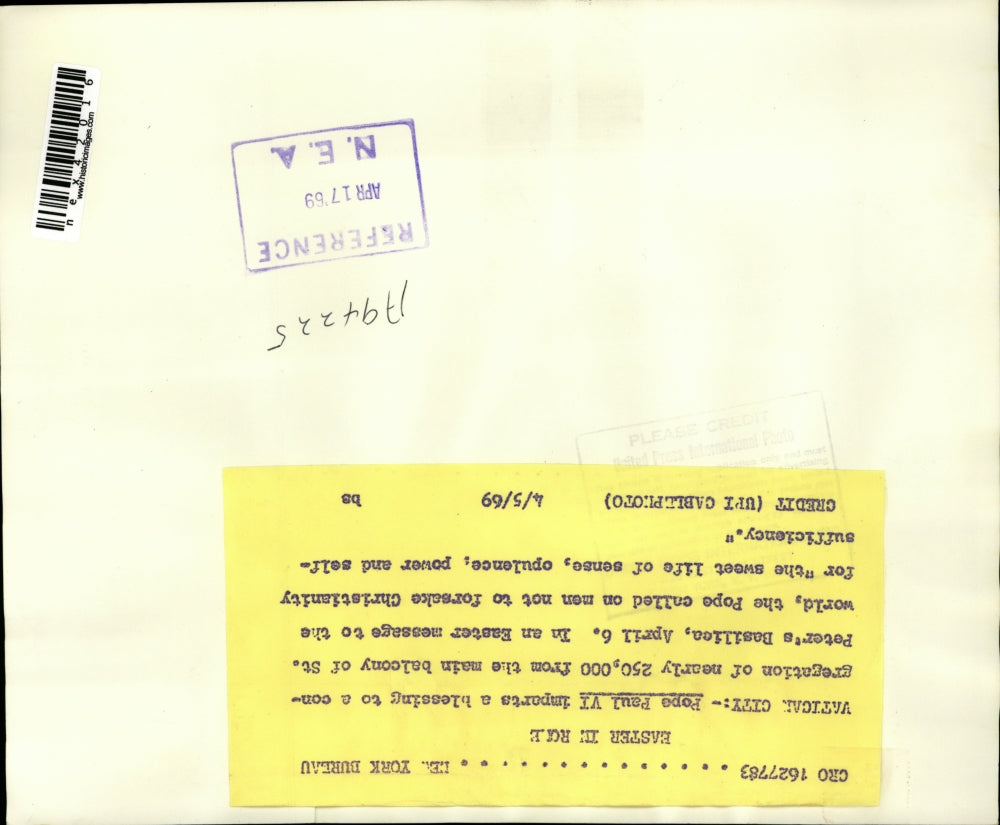 CRO 1627783 . . . . . . . . . . . . . . . NEW YORK BUREAU
EASTER IN ROME
VATICAN CITY:- Pope Paul VI imparts a blessing to a con-
gregation of nearly 250,000 from the main balcony of St.
Peter's Basilica, April 6. In an Easter message to the
world, the Pope called on men not to forsake Christianity
for "the sweet life of sense, opulence, power and self-
sufficiency."
CREDIT (UPI CABLEPHOTO) 4/5/69 bs
PLEASE CREDIT
United Press International Photo
A94225
REFERENCE
APR 17 '69
N. E. A.
nex42016
www.historicimages.com